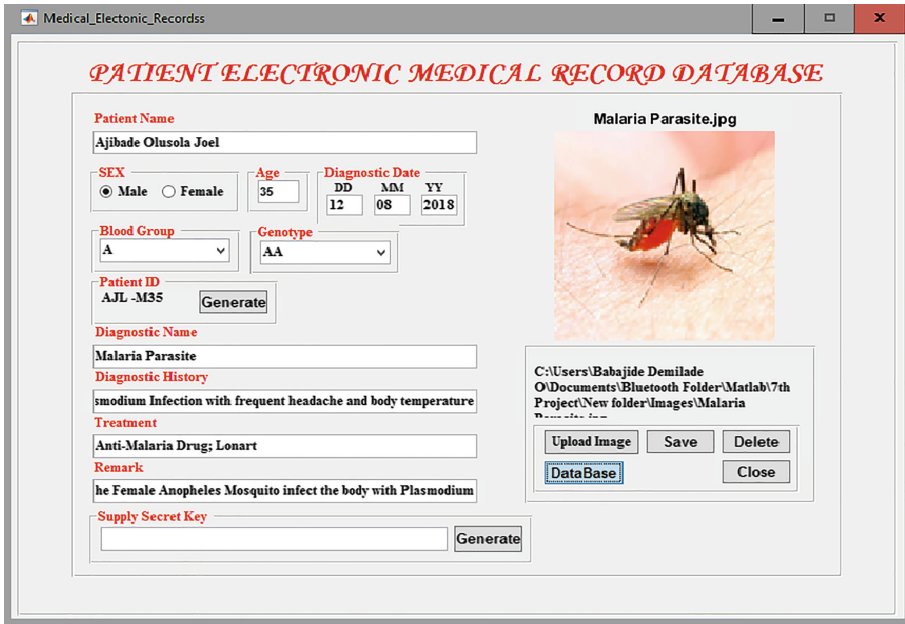 Medical_Electonic_Recordss
PATIENT ELECTRONIC MEDICAL RECORD DATABASE
Patient Name
Ajibade Olusola Joel
SEX
Male Female
Age
35
Diagnostic Date
DD MM YY
12 08 2018
Blood Group
A
Genotype
AA
Patient ID
AJL -M35
Generate
Diagnostic Name
Malaria Parasite
Diagnostic History
smodium Infection with frequent headache and body temperature
Treatment
Anti-Malaria Drug; Lonart
Remark
he Female Anopheles Mosquito infect the body with Plasmodium
Supply Secret Key
Generate
Malaria Parasite.jpg
C:\Users\Babajide Demilade
O\Documents\Bluetooth Folder\Matlab\7th
Project\New folder\Images\Malaria
Parasite.jpg
Upload Image Save Delete
DataBase Close